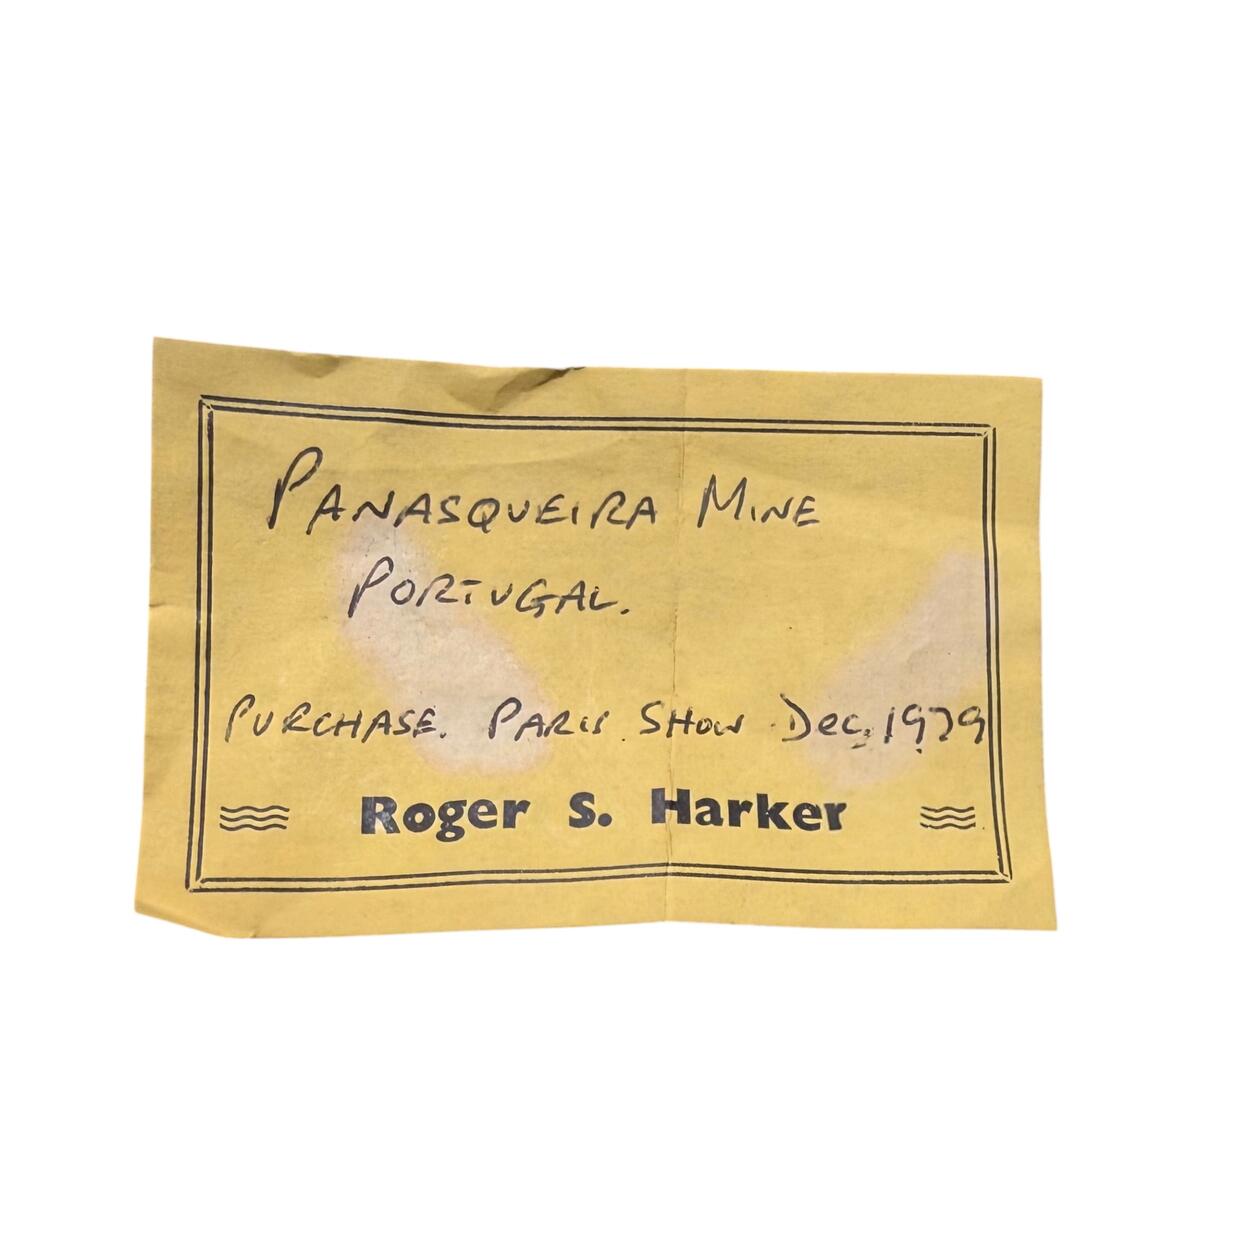 PANASQUEIRA MINE
PORTUGAL.
PURCHASE. PARIS SHOW Dec, 1979
Roger S. Harker